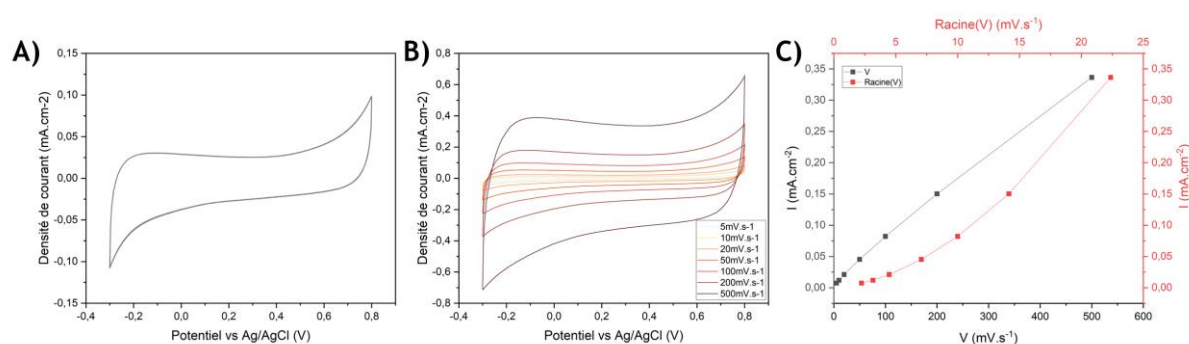 A)
0,15
0,10
0,05
0,00
-0,05
-0,10
-0,15
-0,4 -0,2 0,0 0,2 0,4 0,6 0,8
Densité de courant (mA.cm-2)
Potentiel vs Ag/AgCl (V)
B)
0,8
0,6
0,4
0,2
0,0
-0,2
-0,4
-0,6
-0,8
-0,4 -0,2 0,0 0,2 0,4 0,6 0,8
Densité de courant (mA.cm-2)
Potentiel vs Ag/AgCl (V)
5mV.s-1
10mV.s-1
20mV.s-1
50mV.s-1
100mV.s-1
200mV.s-1
500mV.s-1
C)
Racine(V) (mV.s⁻¹)
0 5 10 15 20 25
V
Racine(V)
0,35
0,30
0,25
0,20
0,15
0,10
0,05
0,00
I (mA.cm⁻²)
0,35
0,30
0,25
0,20
0,15
0,10
0,05
0,00
I (mA.cm⁻²)
0 100 200 300 400 500 600
V (mV.s⁻¹)